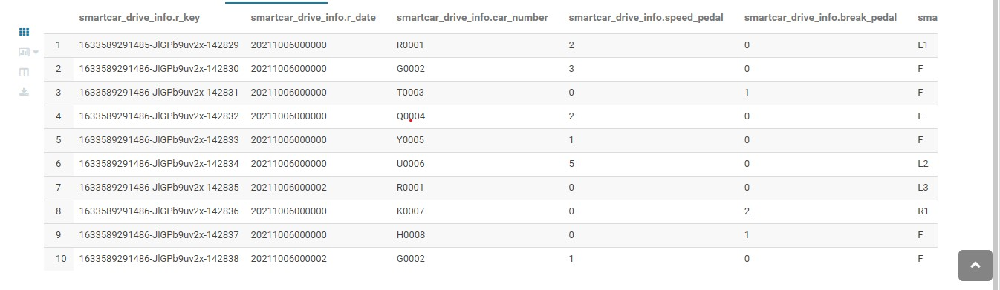 smartcar_drive_info.r_key smartcar_drive_info.r_date smartcar_drive_info.car_number smartcar_drive_info.speed_pedal smartcar_drive_info.break_pedal sma
1 1633589291485-JlGPb9uv2x-142829 20211006000000 R0001 2 0 L1
2 1633589291486-JlGPb9uv2x-142830 20211006000000 G0002 3 0 F
3 1633589291486-JlGPb9uv2x-142831 20211006000000 T0003 0 1 F
4 1633589291486-JlGPb9uv2x-142832 20211006000000 Q0004 2 0 F
5 1633589291486-JlGPb9uv2x-142833 20211006000000 Y0005 1 0 F
6 1633589291486-JlGPb9uv2x-142834 20211006000000 U0006 5 0 L2
7 1633589291486-JlGPb9uv2x-142835 20211006000002 R0001 0 0 L3
8 1633589291486-JlGPb9uv2x-142836 20211006000000 K0007 0 2 R1
9 1633589291486-JlGPb9uv2x-142837 20211006000000 H0008 0 1 F
10 1633589291486-JlGPb9uv2x-142838 20211006000002 G0002 1 0 F